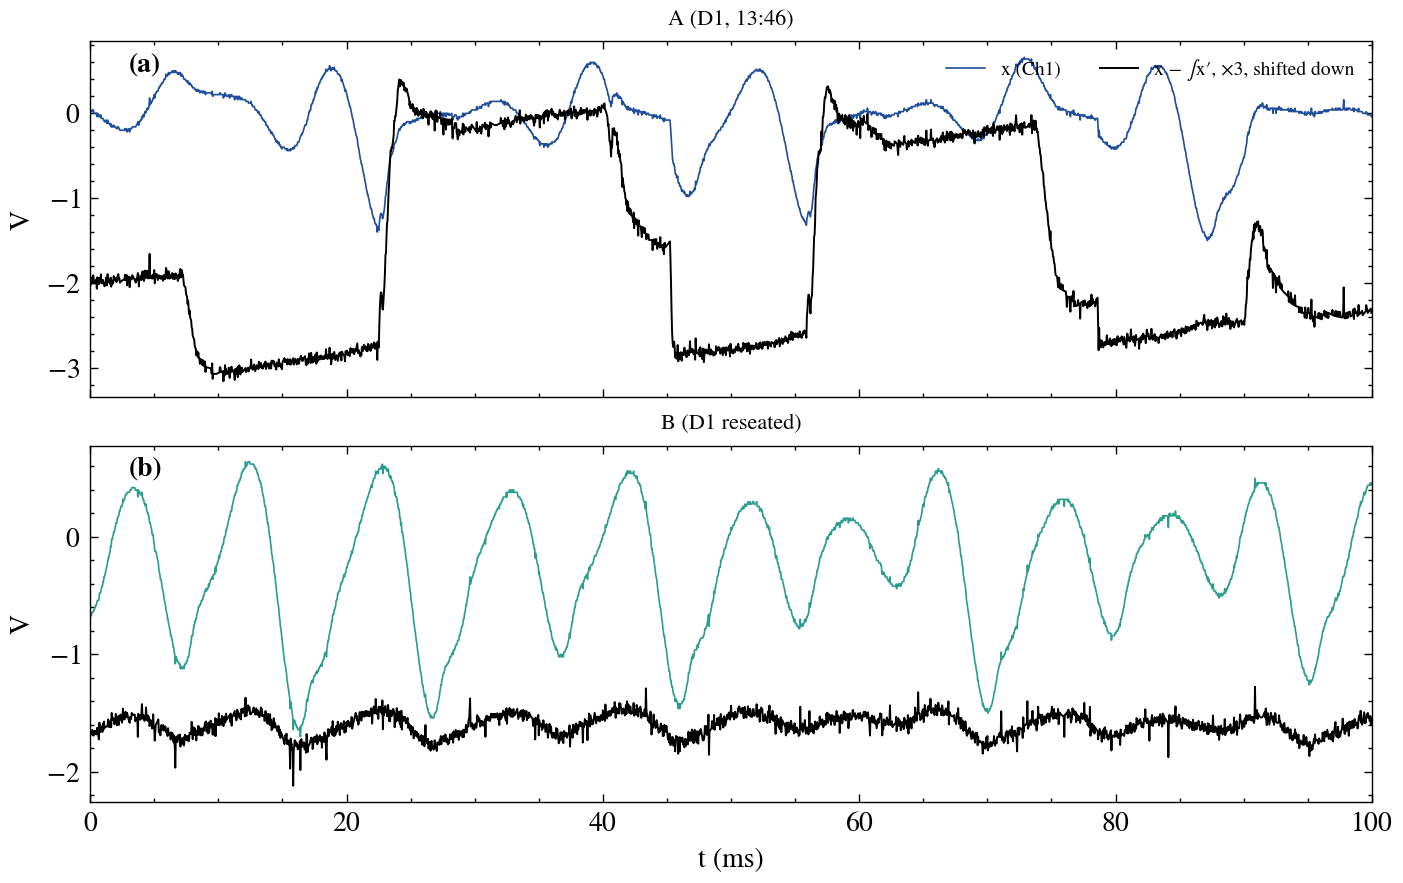 A (D1, 13:46)
(a)
x (Ch1)
x − ∫x′, ×3, shifted down
0
−1
−2
−3
V
B (D1 reseated)
(b)
0
−1
−2
V
0 20 40 60 80 100
t (ms)